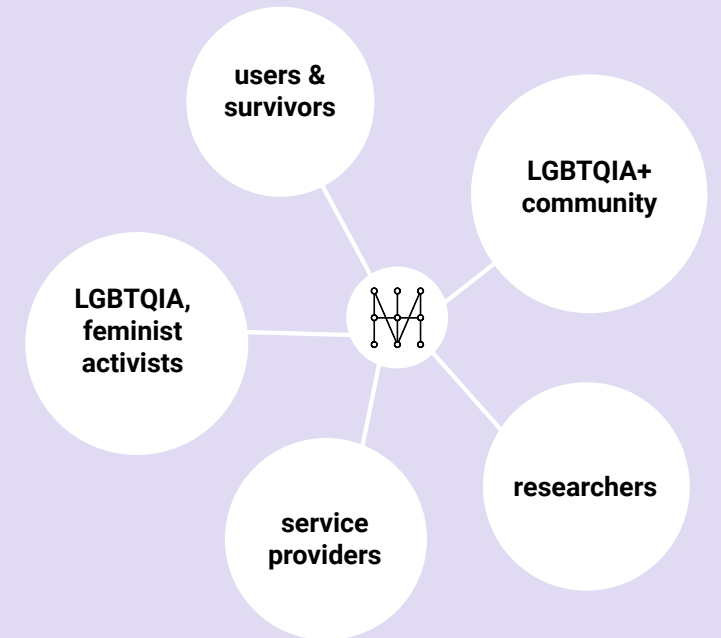 users &
survivors
LGBTQIA+
community
LGBTQIA,
feminist
activists
researchers
service
providers